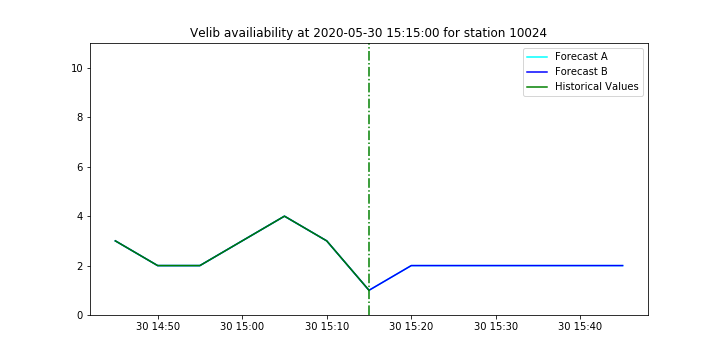 Velib availiability at 2020-05-30 15:15:00 for station 10024
Forecast A
Forecast B
Historical Values
10
8
6
4
2
0
30 14:50 30 15:00 30 15:10 30 15:20 30 15:30 30 15:40